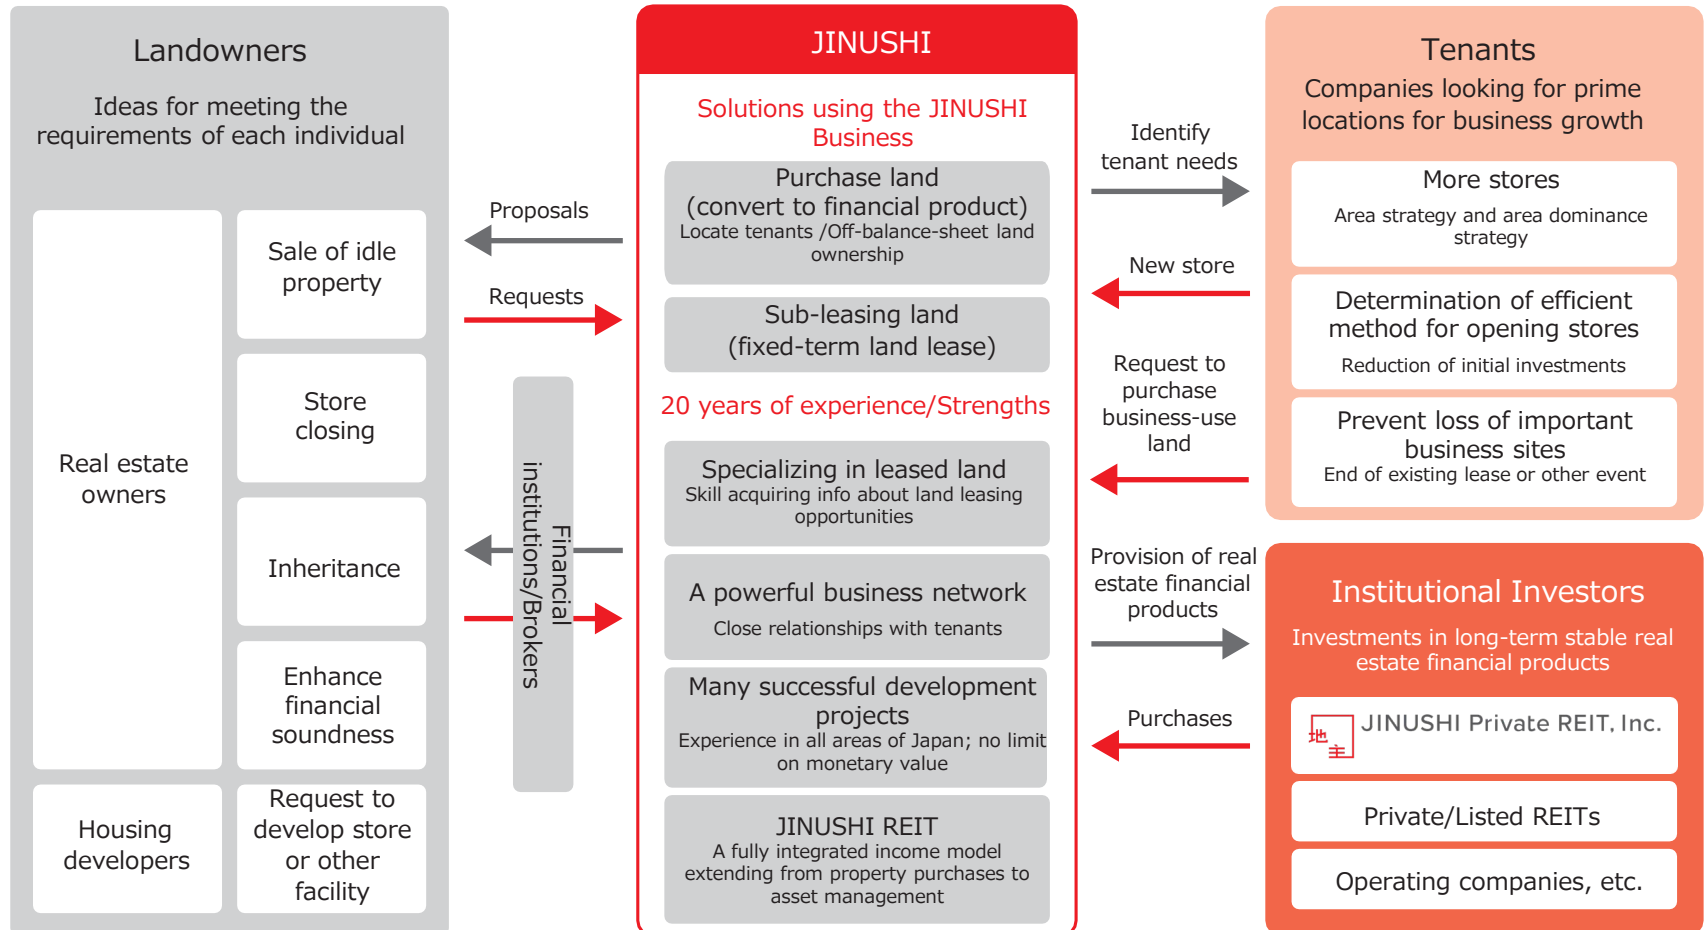 Landowners
Ideas for meeting the
requirements of each individual
Real estate
owners
Housing
developers
Sale of idle
property
Store
closing
Inheritance
Enhance
financial
soundness
Request to
develop store
or other
facility
Proposals
Requests
Financial
institutions/Brokers
JINUSHI
Solutions using the JINUSHI
Business
Purchase land
(convert to financial product)
Locate tenants /Off-balance-sheet land
ownership
Sub-leasing land
(fixed-term land lease)
20 years of experience/Strengths
Specializing in leased land
Skill acquiring info about land leasing
opportunities
A powerful business network
Close relationships with tenants
Many successful development
projects
Experience in all areas of Japan; no limit
on monetary value
JINUSHI REIT
A fully integrated income model
extending from property purchases to
asset management
Identify
tenant needs
New store
Request to
purchase
business-use
land
Provision of real
estate financial
products
Purchases
Tenants
Companies looking for prime
locations for business growth
More stores
Area strategy and area dominance
strategy
Determination of efficient
method for opening stores
Reduction of initial investments
Prevent loss of important
business sites
End of existing lease or other event
Institutional Investors
Investments in long-term stable real
estate financial products
地主
JINUSHI Private REIT, Inc.
Private/Listed REITs
Operating companies, etc.